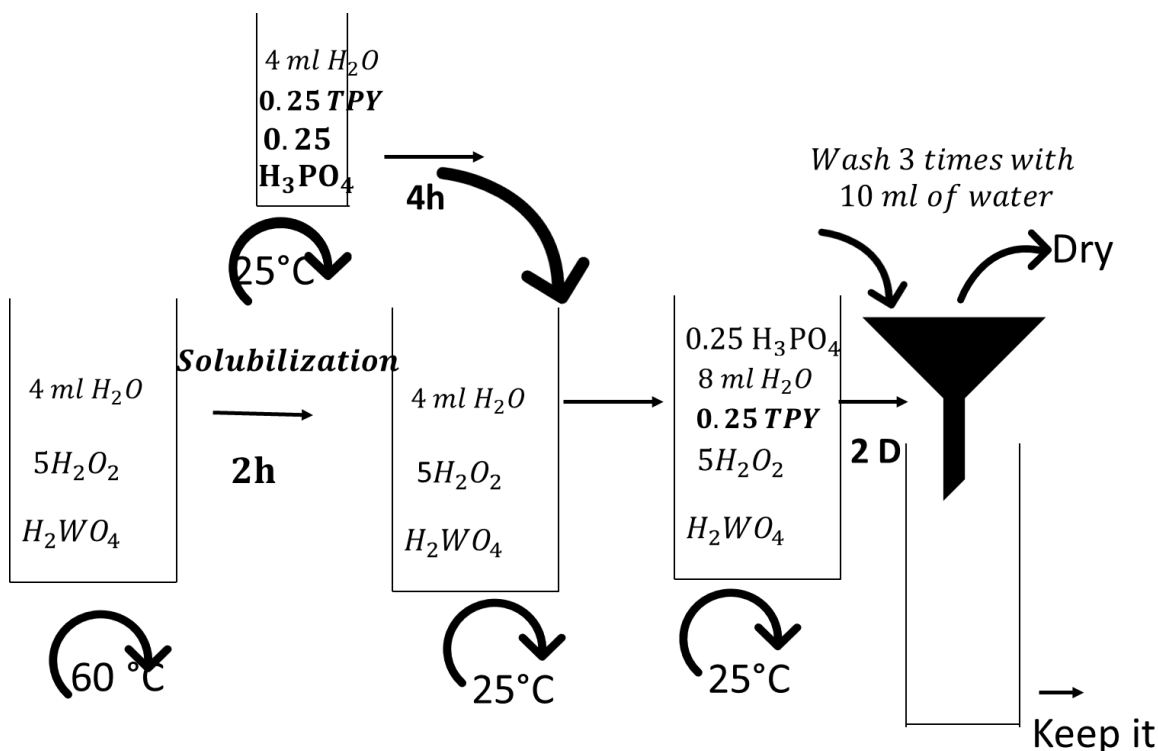 4 ml H₂O
0.25 TPY
0.25
H₃PO₄
25°C
4h
Wash 3 times with
10 ml of water
Dry
4 ml H₂O
5H₂O₂
H₂WO₄
60 °C
Solubilization
2h
4 ml H₂O
5H₂O₂
H₂WO₄
25°C
0.25 H₃PO₄
8 ml H₂O
0.25 TPY
5H₂O₂
H₂WO₄
25°C
2 D
Keep it